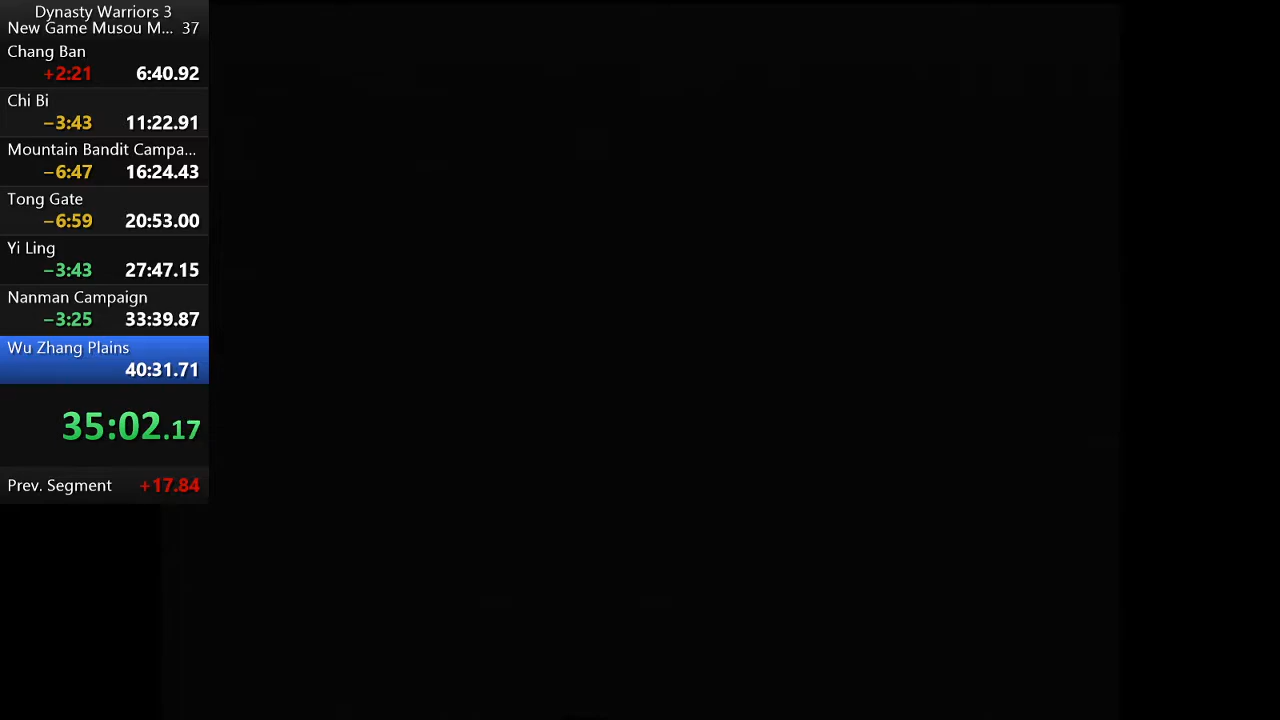 Dynasty Warriors 3
New Game Musou M... 37
Chang Ban
+2:21 6:40.92
Chi Bi
−3:43 11:22.91
Mountain Bandit Campa...
−6:47 16:24.43
Tong Gate
−6:59 20:53.00
Yi Ling
−3:43 27:47.15
Nanman Campaign
−3:25 33:39.87
Wu Zhang Plains
40:31.71
35:02.17
Prev. Segment +17.84